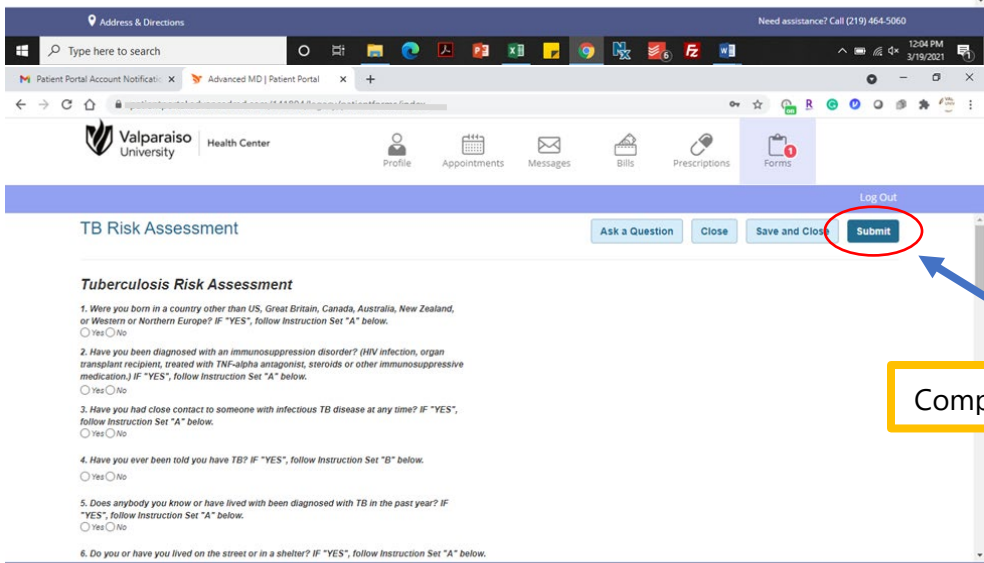 Address & Directions
Need assistance? Call (219) 464-5060
Type here to search
6
12:04 PM
3/19/2021
1
Patient Portal Account Notificatic
Advanced MD | Patient Portal
Valparaiso
University
Health Center
Profile
Appointments
Messages
Bills
Prescriptions
1
Forms
Log Out
TB Risk Assessment
Ask a Question
Close
Save and Close
Submit
Tuberculosis Risk Assessment
1. Were you born in a country other than US, Great Britain, Canada, Australia, New Zealand,
or Western or Northern Europe? IF "YES", follow Instruction Set "A" below.
Yes No
2. Have you been diagnosed with an immunosuppression disorder? (HIV infection, organ
transplant recipient, treated with TNF-alpha antagonist, steroids or other immunosuppressive
medication.) IF "YES", follow Instruction Set "A" below.
Yes No
3. Have you had close contact to someone with infectious TB disease at any time? IF "YES",
follow Instruction Set "A" below.
Yes No
4. Have you ever been told you have TB? IF "YES", follow Instruction Set "B" below.
Yes No
5. Does anybody you know or have lived with been diagnosed with TB in the past year? IF
"YES", follow Instruction Set "A" below.
Yes No
6. Do you or have you lived on the street or in a shelter? IF "YES", follow Instruction Set "A" below.
Comp